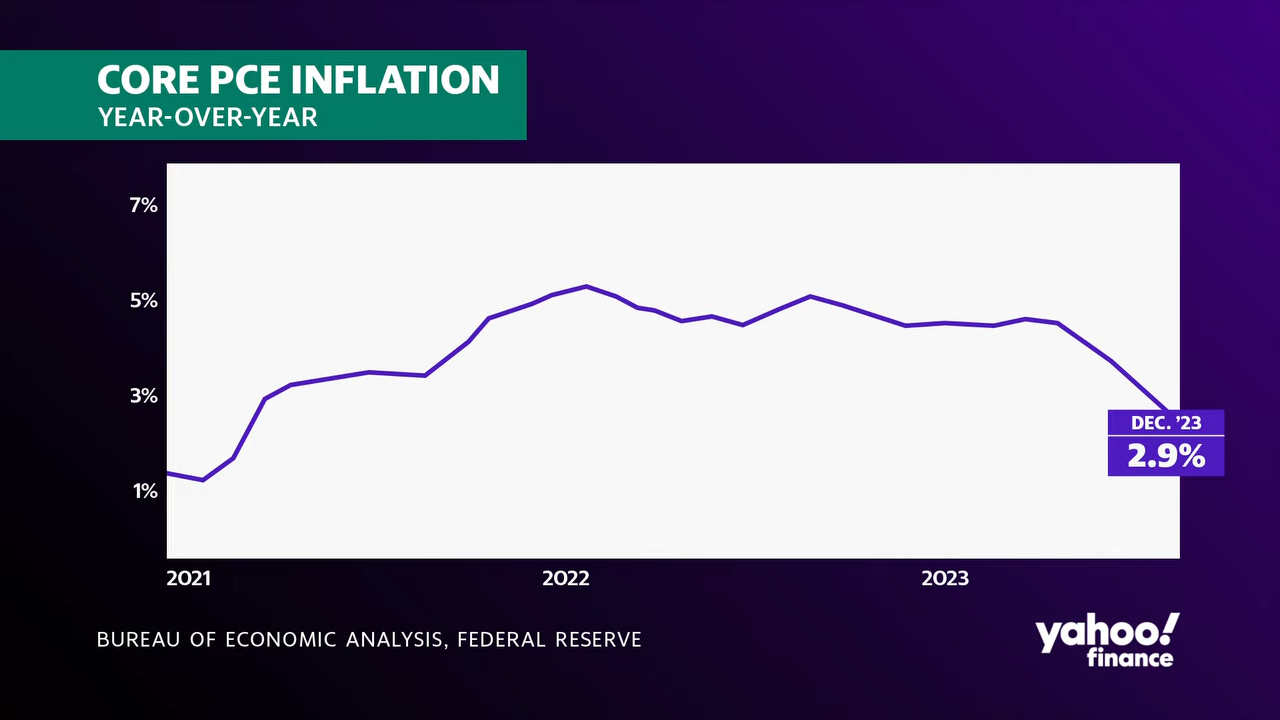 CORE PCE INFLATION
YEAR-OVER-YEAR
7%
5%
3%
1%
DEC. ’23
2.9%
2021
2022
2023
BUREAU OF ECONOMIC ANALYSIS, FEDERAL RESERVE
yahoo!
finance